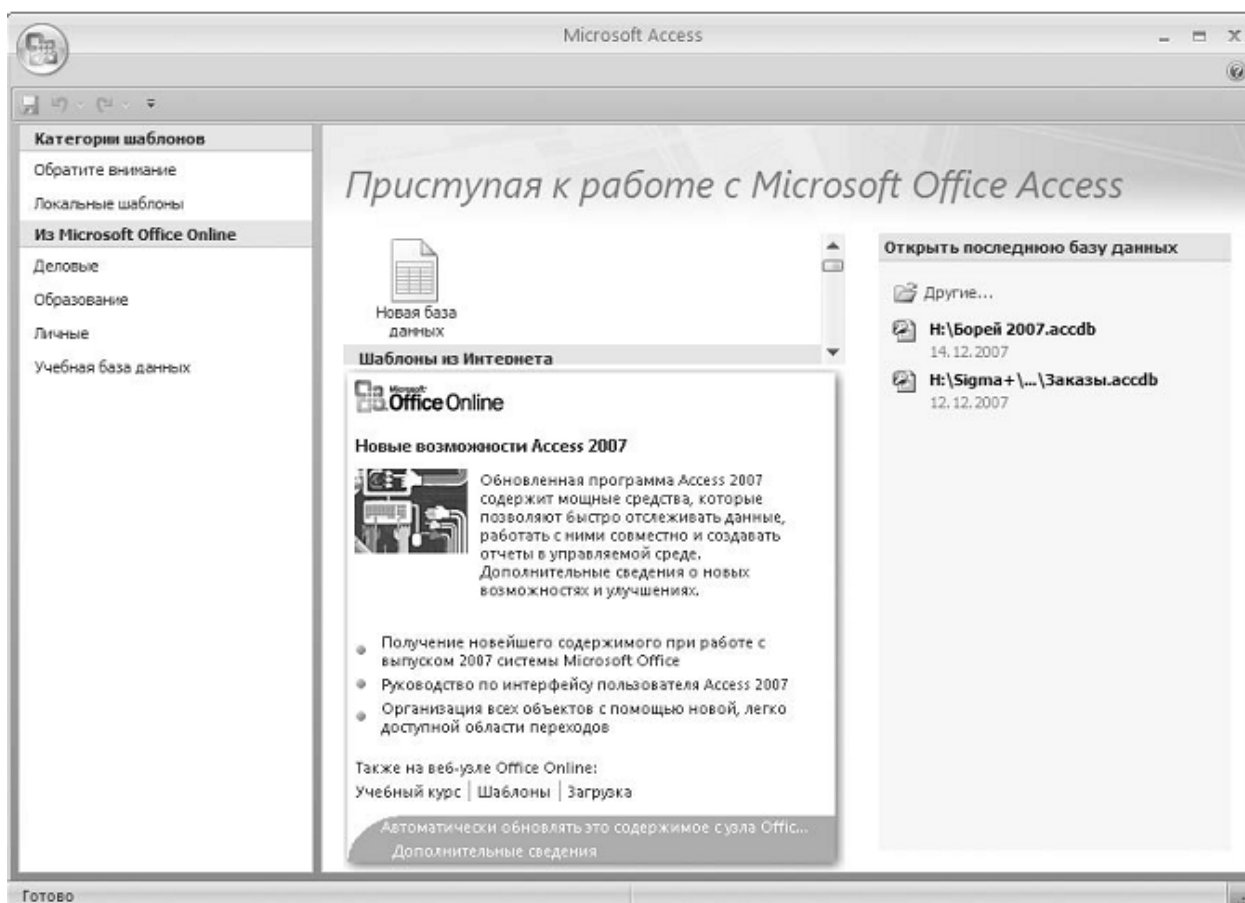 Microsoft Access
Категории шаблонов
Обратите внимание
Локальные шаблоны
Из Microsoft Office Online
Деловые
Образование
Личные
Учебная база данных
Приступая к работе с Microsoft Office Access
Новая база
данных
Шаблоны из Интернета
Microsoft
Office Online
Новые возможности Access 2007
Обновленная программа Access 2007
содержит мощные средства, которые
позволяют быстро отслеживать данные,
работать с ними совместно и создавать
отчеты в управляемой среде.
Дополнительные сведения о новых
возможностях и улучшениях.
Получение новейшего содержимого при работе с
выпуском 2007 системы Microsoft Office
Руководство по интерфейсу пользователя Access 2007
Организация всех объектов с помощью новой, легко
доступной области переходов
Также на веб-узле Office Online:
Учебный курс | Шаблоны | Загрузка
Автоматически обновлять это содержимое с узла Offic...
Дополнительные сведения
Открыть последнюю базу данных
Другие...
H:\Борей 2007.accdb
14.12.2007
H:\Sigma+\...\Заказы.accdb
12.12.2007
Готово